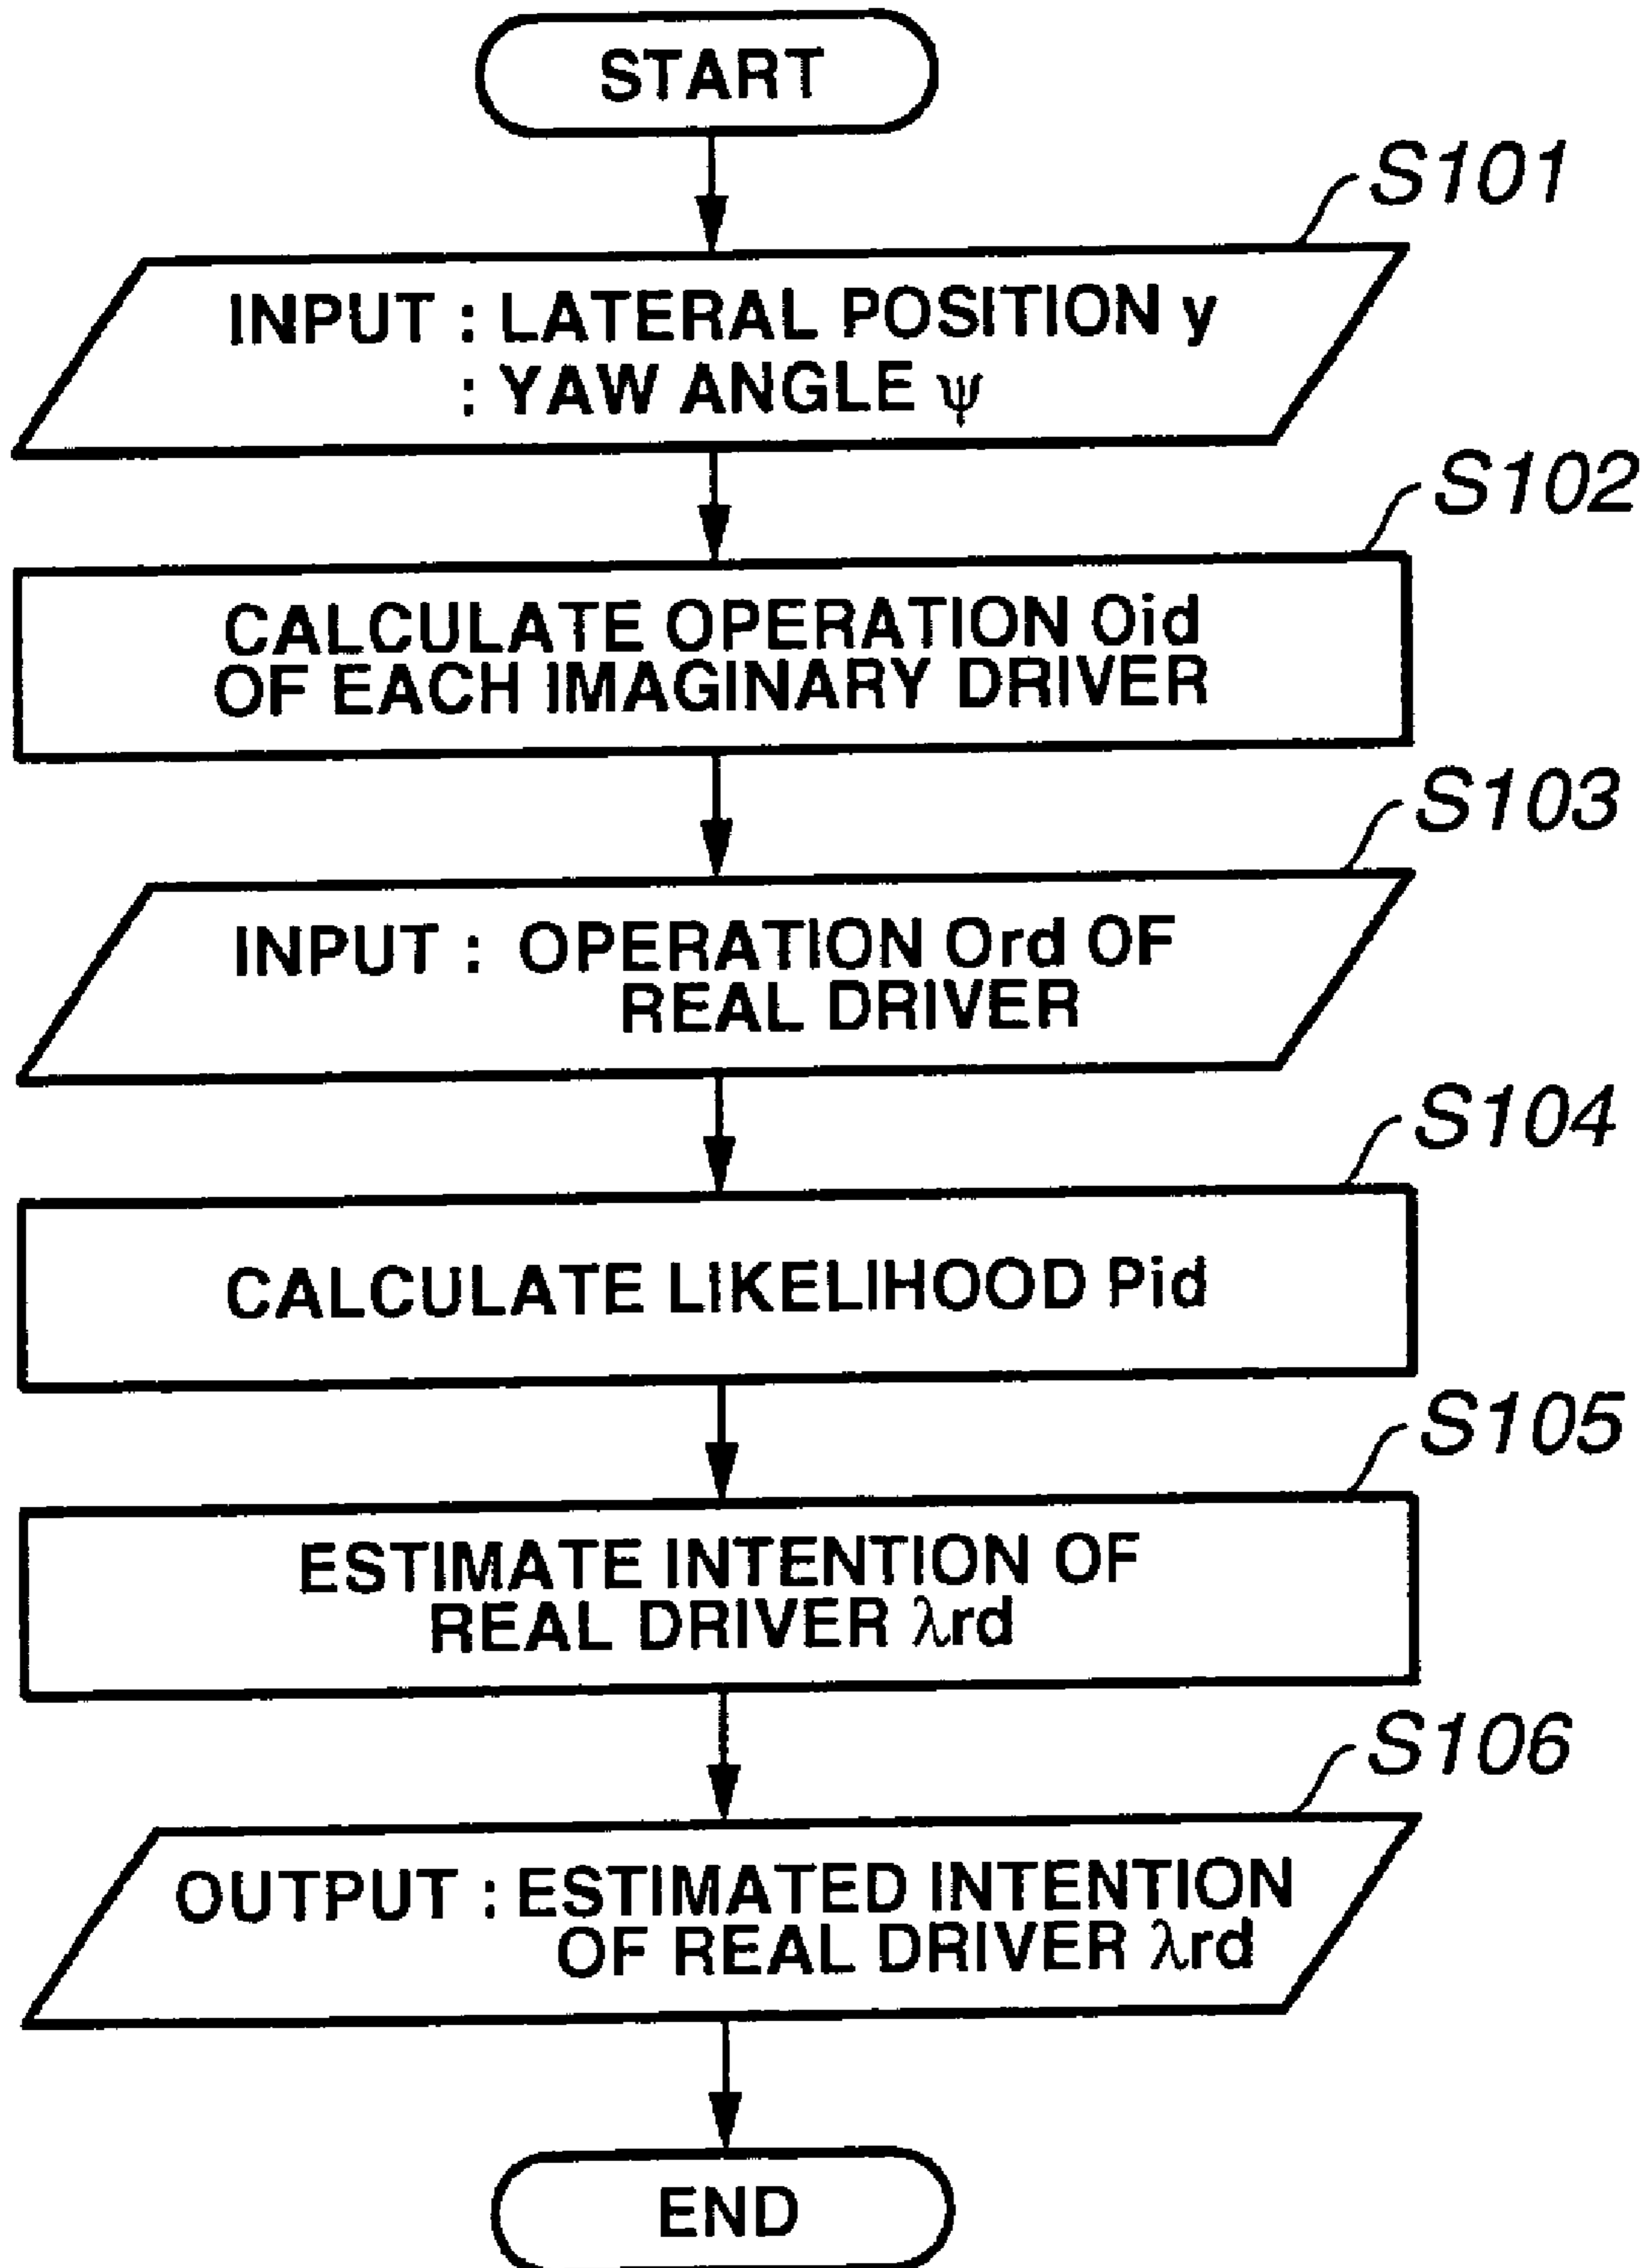 START
S101
INPUT : LATERAL POSITION y
: YAW ANGLE ψ
S102
CALCULATE OPERATION Oid
OF EACH IMAGINARY DRIVER
S103
INPUT : OPERATION Ord OF
REAL DRIVER
S104
CALCULATE LIKELIHOOD Pid
S105
ESTIMATE INTENTION OF
REAL DRIVER λrd
S106
OUTPUT : ESTIMATED INTENTION
OF REAL DRIVER λrd
END